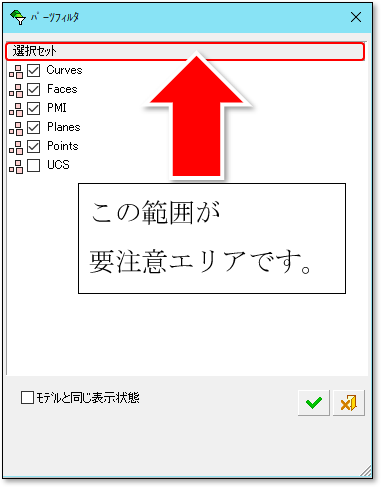 ﾊﾟｰﾂﾌｨﾙﾀ
選択セット
Curves
Faces
PMI
Planes
Points
UCS
この範囲が
要注意エリアです。
ﾓﾃﾞﾙと同じ表示状態